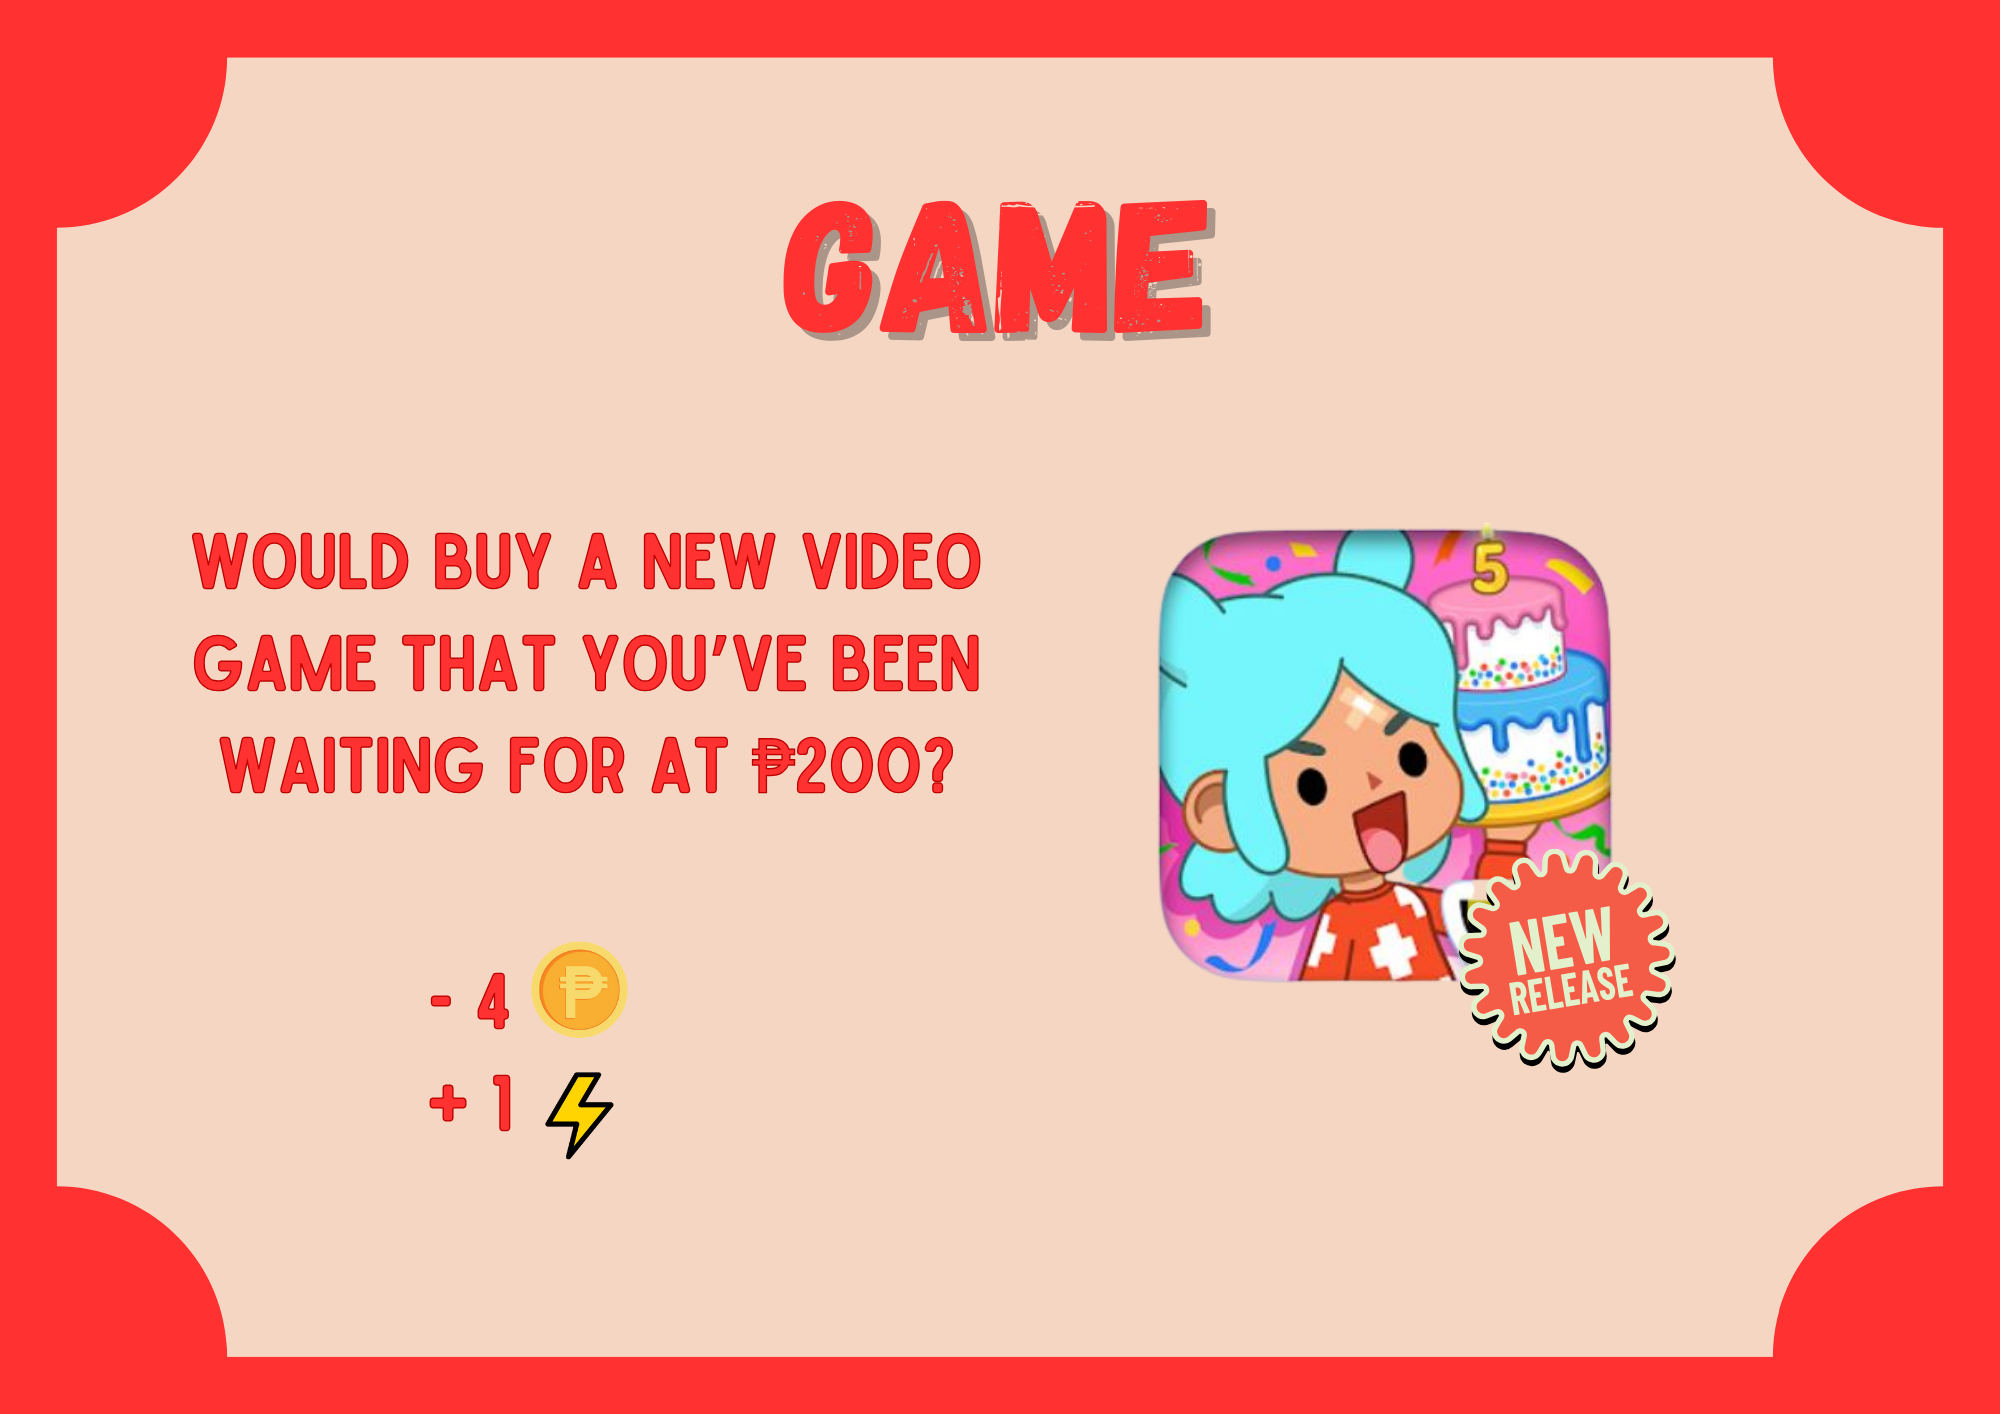 GAME
WOULD BUY A NEW VIDEO
GAME THAT YOU'VE BEEN
WAITING FOR AT ₱200?
5
- 4 ₱
+ 1
NEW
RELEASE